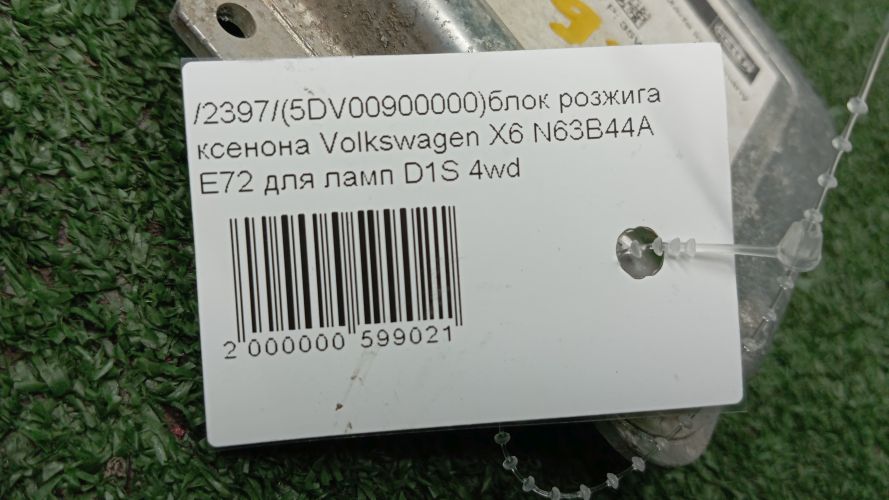 /2397/(5DV00900000)блок розжига
ксенона Volkswagen X6 N63B44A
E72 для ламп D1S 4wd
2 000000 599021